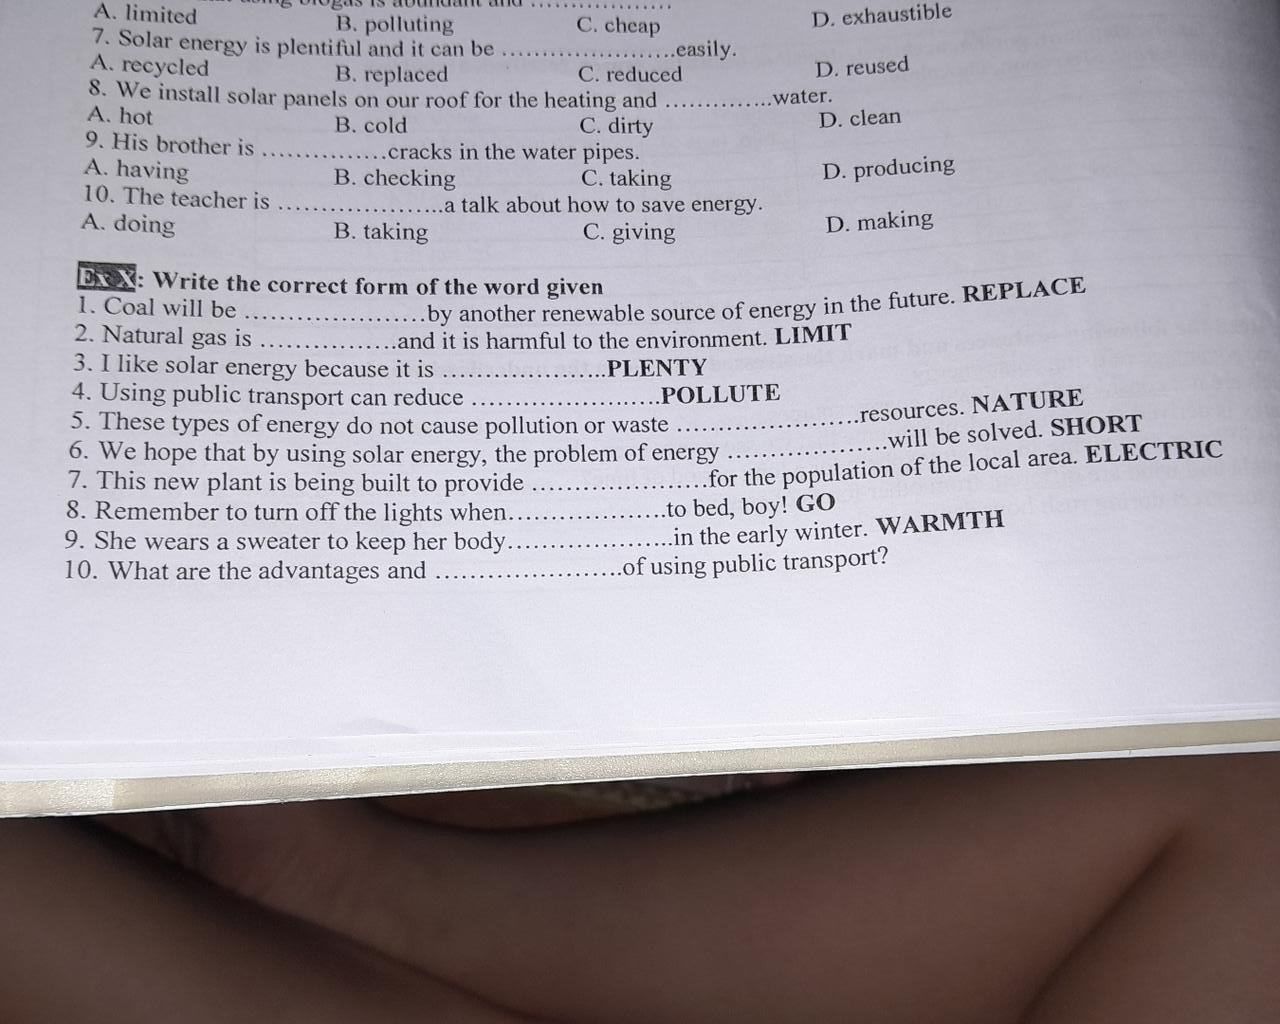 using biogas is abundant and ..................
A. limited B. polluting C. cheap D. exhaustible
7. Solar energy is plentiful and it can be .....................easily.
A. recycled B. replaced C. reduced D. reused
8. We install solar panels on our roof for the heating and .............water.
A. hot B. cold C. dirty D. clean
9. His brother is ...............cracks in the water pipes.
A. having B. checking C. taking D. producing
10. The teacher is ....................a talk about how to save energy.
A. doing B. taking C. giving D. making
Ex X: Write the correct form of the word given
1. Coal will be ......................by another renewable source of energy in the future. REPLACE
2. Natural gas is ................and it is harmful to the environment. LIMIT
3. I like solar energy because it is ....................PLENTY
4. Using public transport can reduce .......................POLLUTE
5. These types of energy do not cause pollution or waste ......................resources. NATURE
6. We hope that by using solar energy, the problem of energy ...................will be solved. SHORT
7. This new plant is being built to provide .....................for the population of the local area. ELECTRIC
8. Remember to turn off the lights when...................to bed, boy! GO
9. She wears a sweater to keep her body....................in the early winter. WARMTH
10. What are the advantages and .......................of using public transport?